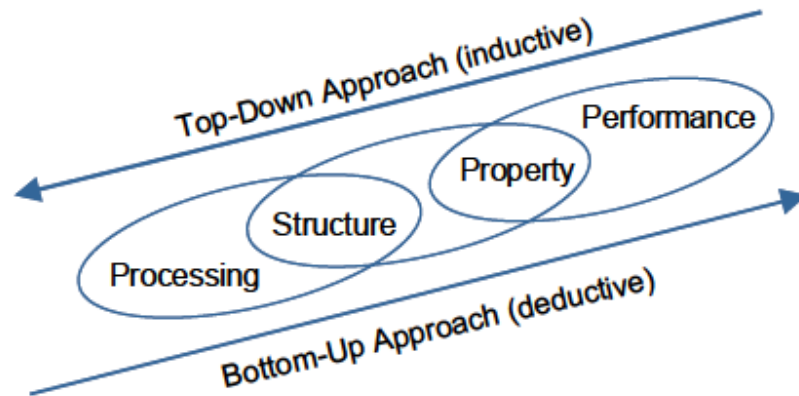 Top-Down Approach (inductive)
Performance
Property
Structure
Processing
Bottom-Up Approach (deductive)